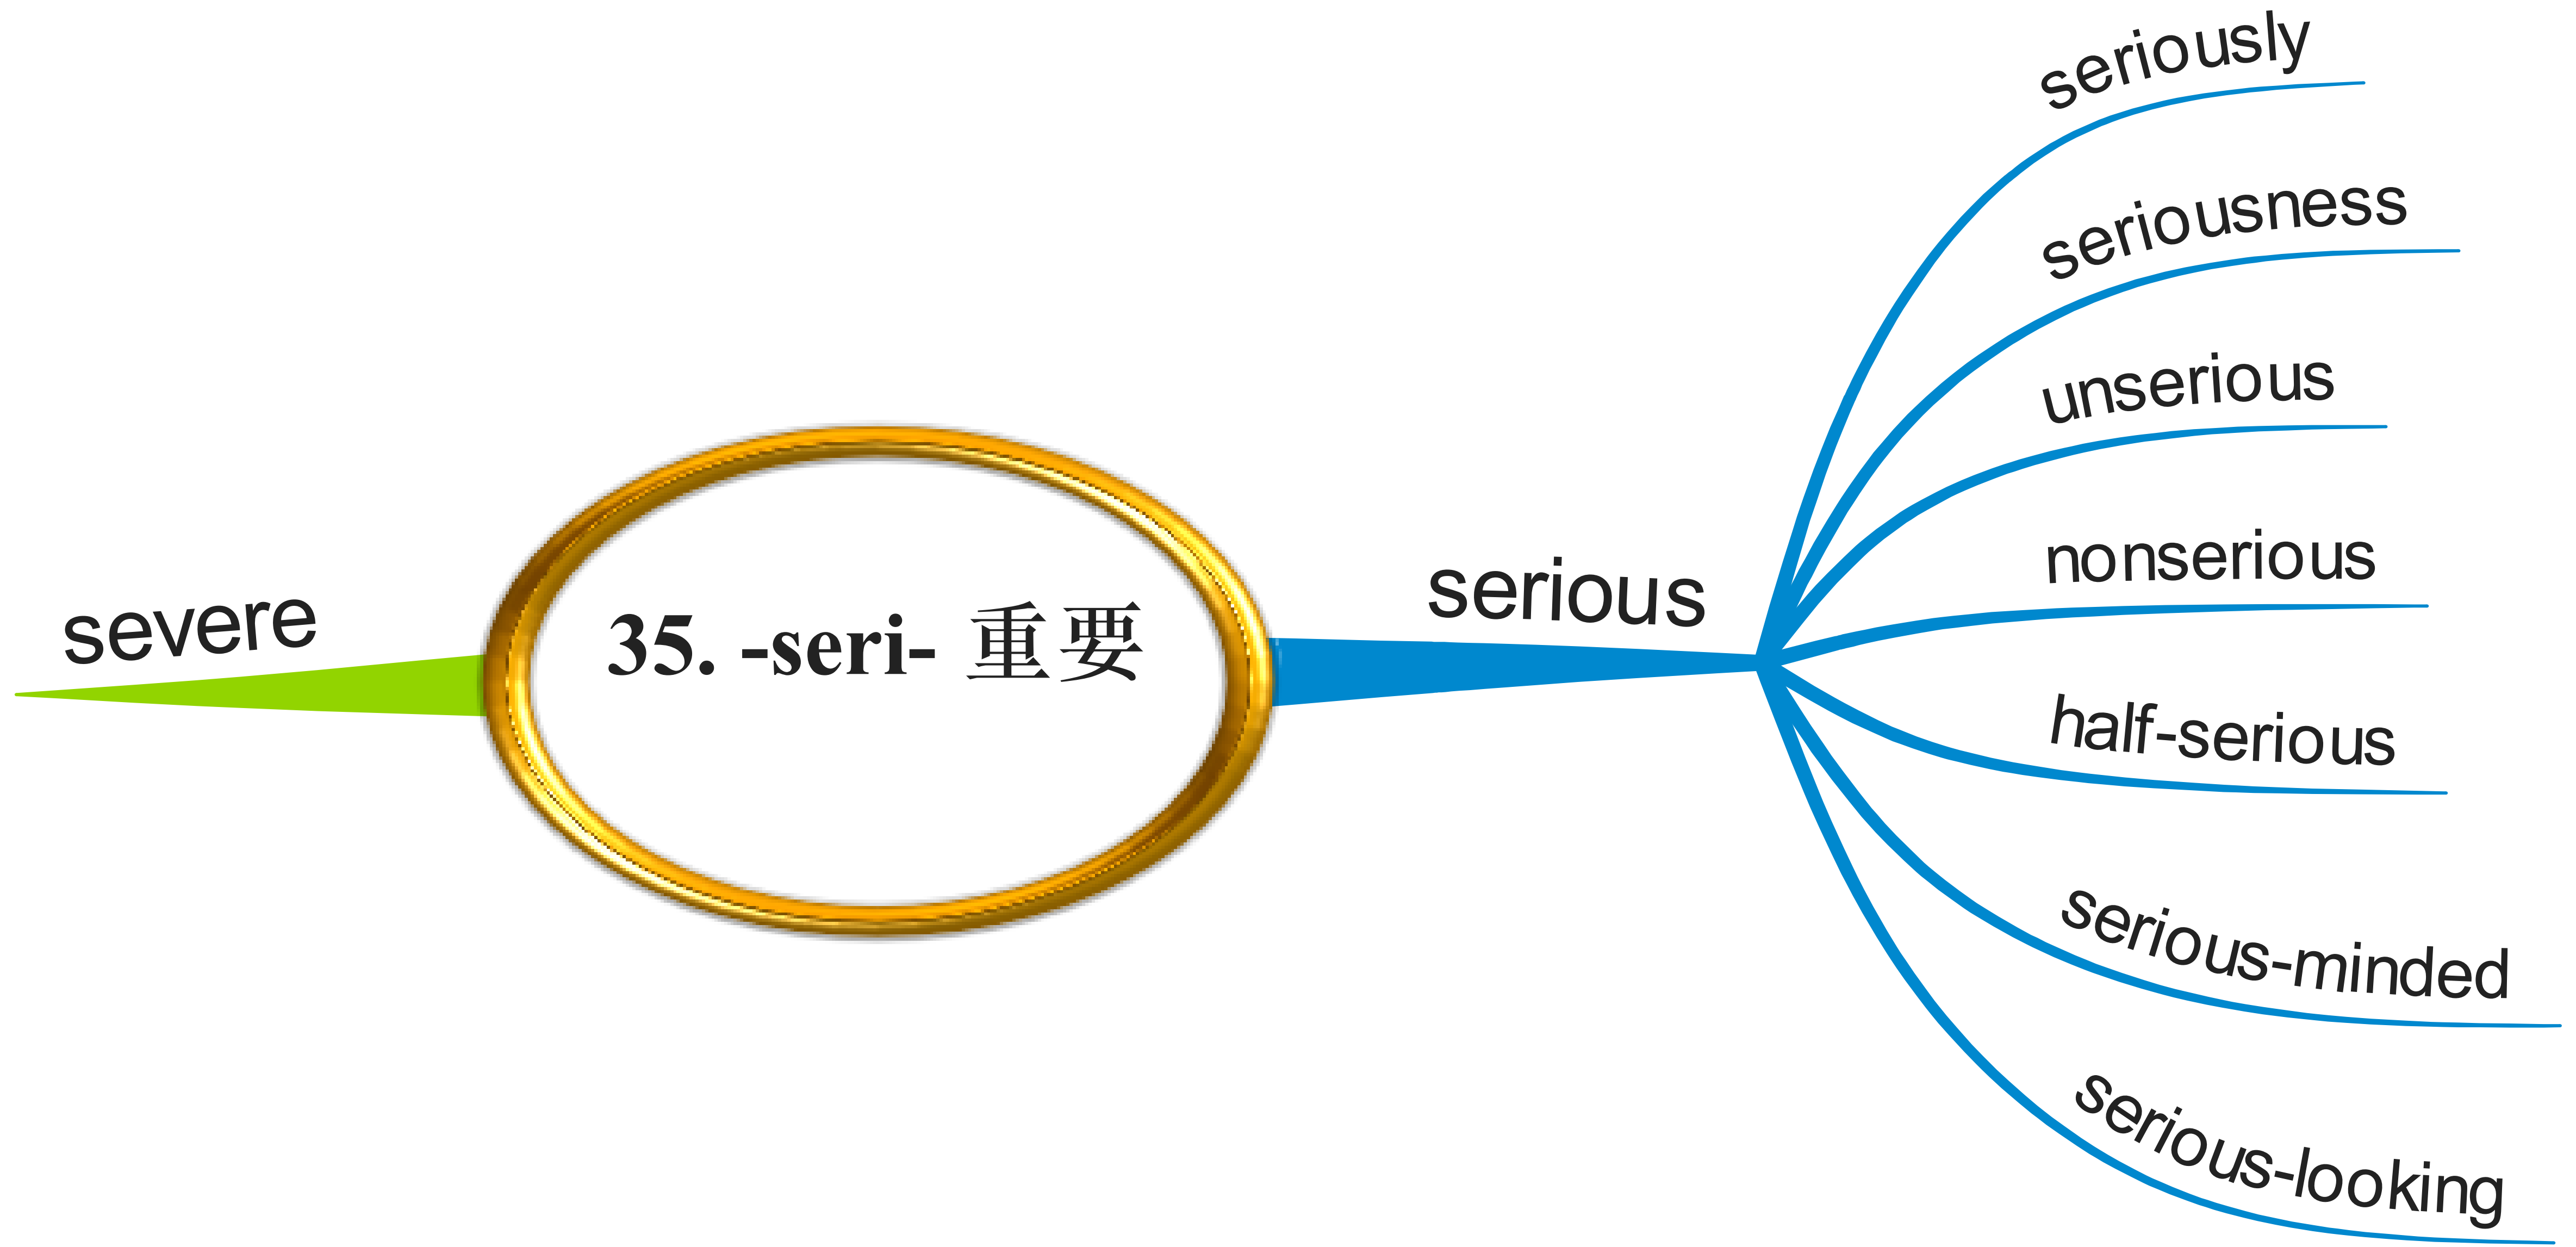 35. -seri- 重要
serious
seriously
seriousness
unserious
nonserious
half-serious
serious-minded
serious-looking
severe